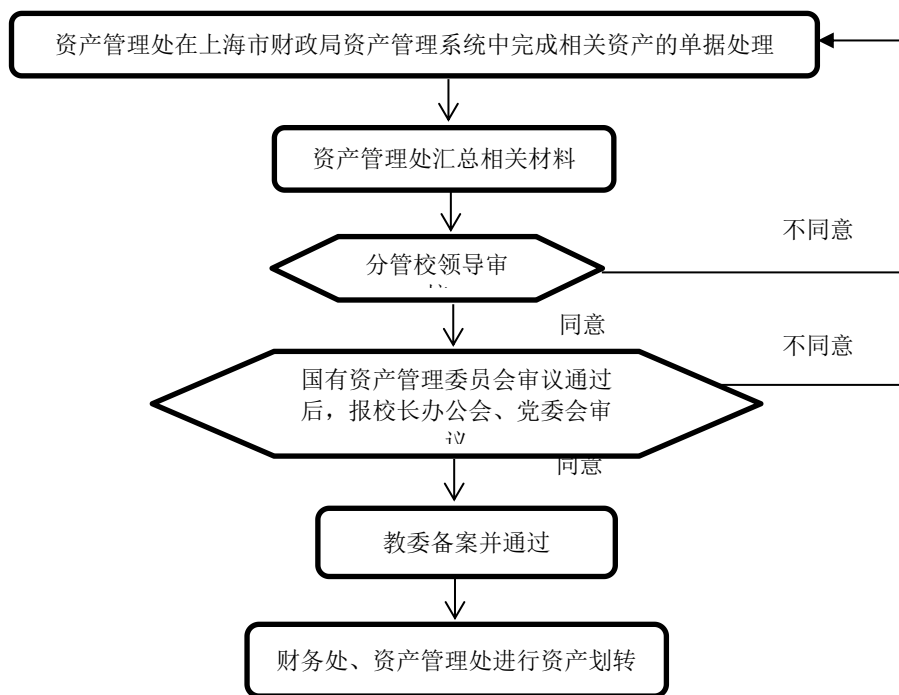 资产管理处在上海市财政局资产管理系统中完成相关资产的单据处理
资产管理处汇总相关材料
不同意
分管校领导审
同意
不同意
国有资产管理委员会审议通过
后，报校长办公会、党委会审
议
同意
教委备案并通过
财务处、资产管理处进行资产划转